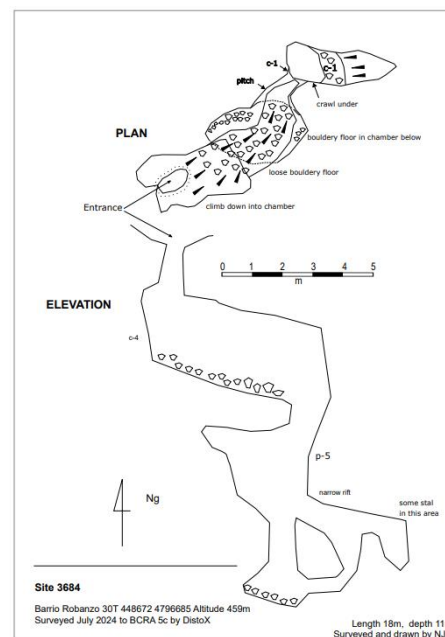 c-1
c-1
pitch
crawl under
PLAN
bouldery floor in chamber below
loose bouldery floor
Entrance
climb down into chamber
0 1 2 3 4 5
m
ELEVATION
c-4
p-5
narrow rift
Ng
some stal
in this area
Site 3684
Barrio Robanzo 30T 448672 4796685 Altitude 459m
Surveyed July 2024 to BCRA 5c by DistoX
Length 18m, depth 11
Surveyed and drawn by NJ